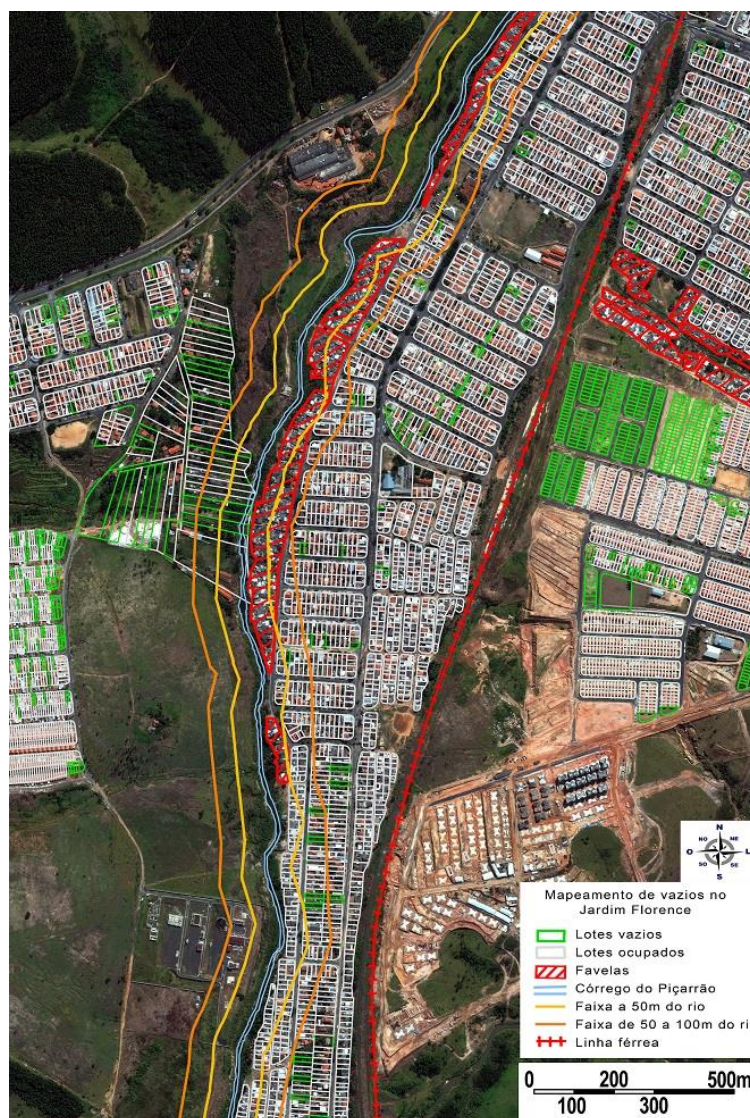 N
NO NE
O L
SO SE
S
Mapeamento de vazios no
Jardim Florence
Lotes vazios
Lotes ocupados
Favelas
Córrego do Piçarrão
Faixa a 50m do rio
Faixa de 50 a 100m do ri
Linha férrea
0 200 500m
100 300